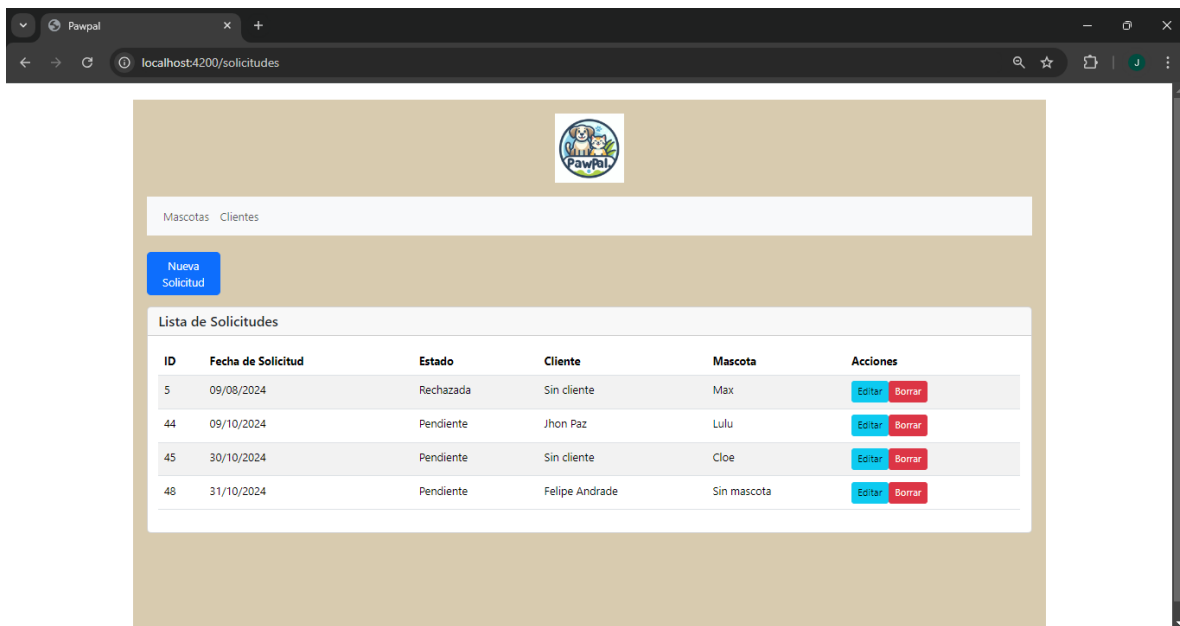 Pawpal
localhost:4200/solicitudes
J
PawPal
Mascotas Clientes
Nueva
Solicitud
Lista de Solicitudes
ID Fecha de Solicitud Estado Cliente Mascota Acciones
5 09/08/2024 Rechazada Sin cliente Max Editar Borrar
44 09/10/2024 Pendiente Jhon Paz Lulu Editar Borrar
45 30/10/2024 Pendiente Sin cliente Cloe Editar Borrar
48 31/10/2024 Pendiente Felipe Andrade Sin mascota Editar Borrar